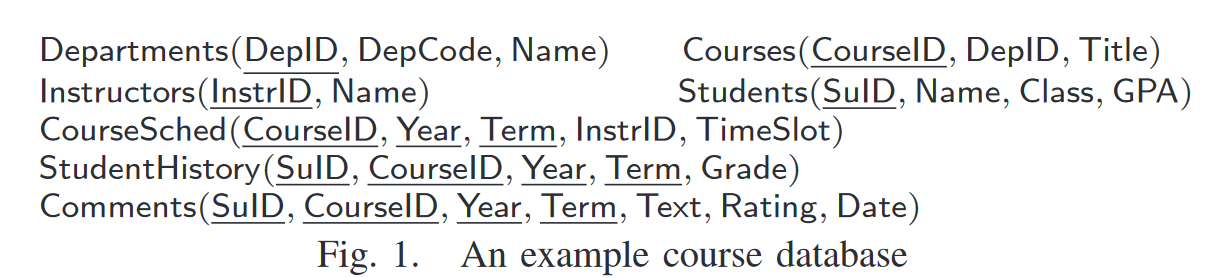 Departments(DepID, DepCode, Name) Courses(CourseID, DepID, Title)
Instructors(InstrID, Name) Students(SuID, Name, Class, GPA)
CourseSched(CourseID, Year, Term, InstrID, TimeSlot)
StudentHistory(SuID, CourseID, Year, Term, Grade)
Comments(SuID, CourseID, Year, Term, Text, Rating, Date)
Fig. 1. An example course database